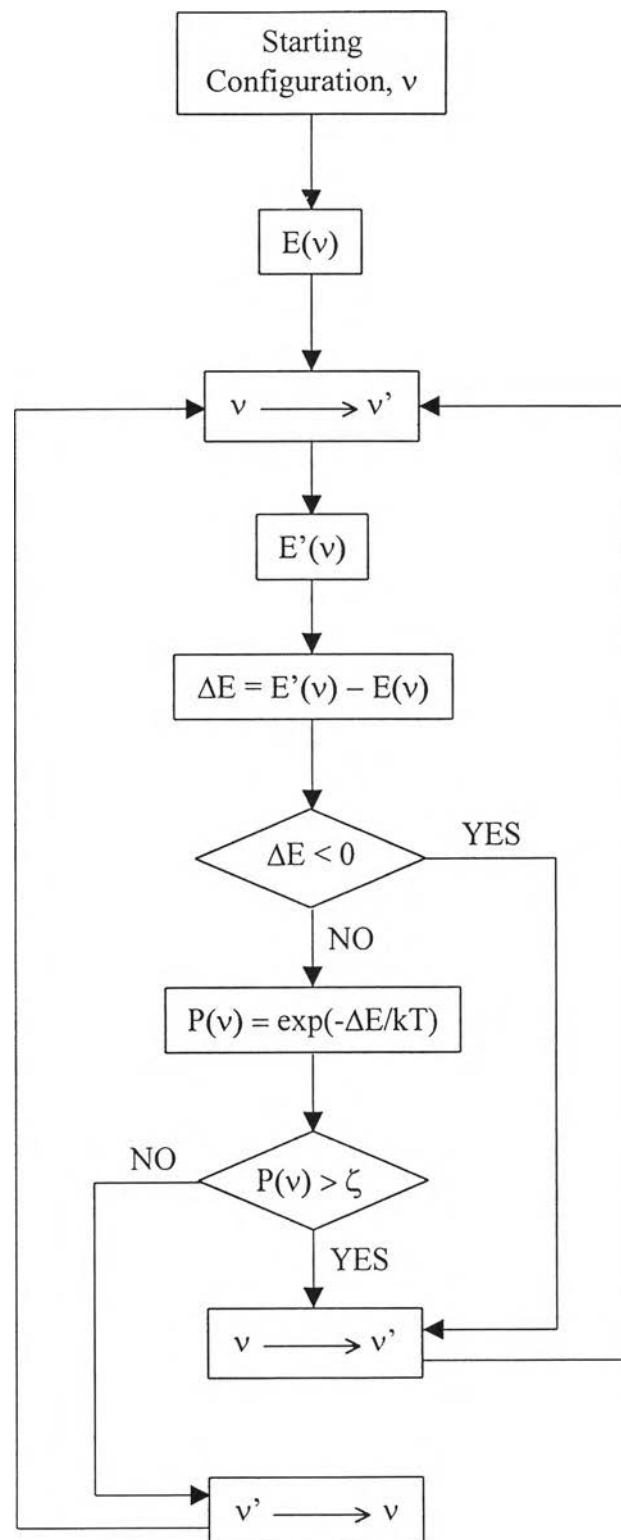 Starting
Configuration, ν
E(ν)
ν ⟶ ν’
E’(ν)
ΔE = E’(ν) – E(ν)
ΔE < 0
YES
NO
P(ν) = exp(-ΔE/kT)
NO
P(ν) > ζ
YES
ν ⟶ ν’
ν’ ⟶ ν